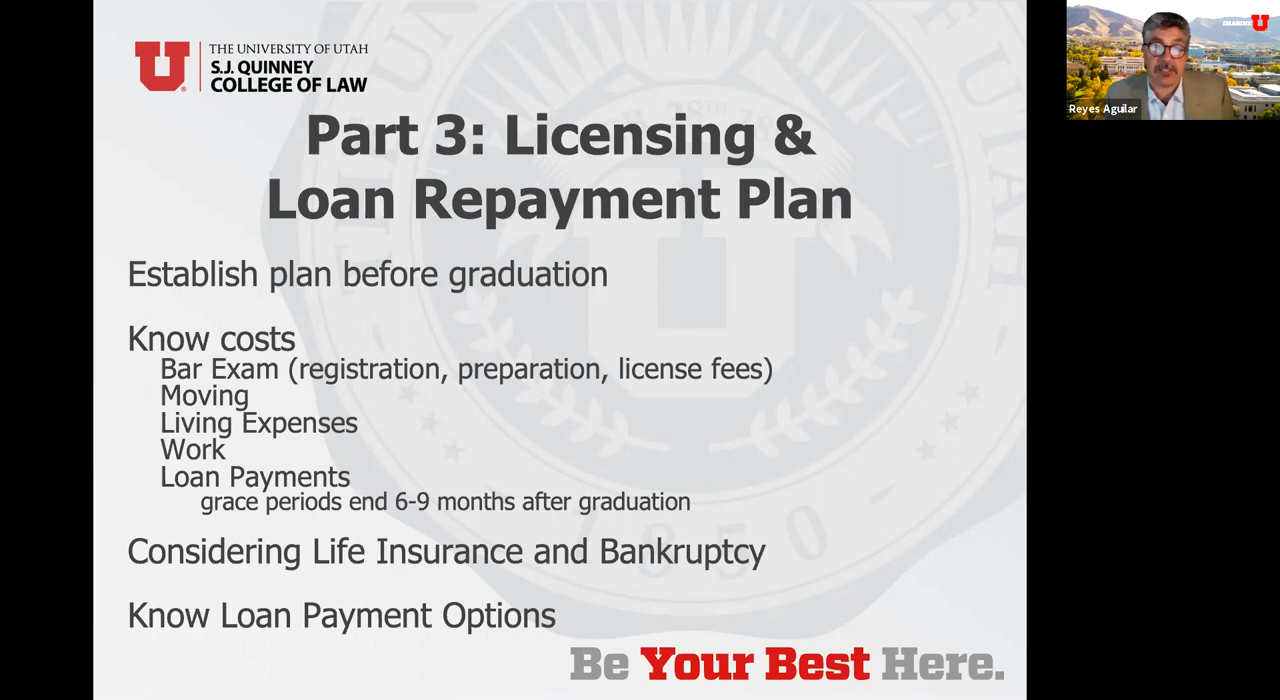 THE UNIVERSITY OF UTAH
S.J. QUINNEY
COLLEGE OF LAW
Part 3: Licensing &
Loan Repayment Plan
Establish plan before graduation
Know costs
Bar Exam (registration, preparation, license fees)
Moving
Living Expenses
Work
Loan Payments
grace periods end 6-9 months after graduation
Considering Life Insurance and Bankruptcy
Know Loan Payment Options
Be Your Best Here.
1850
IMAGINE U
Reyes Aguilar